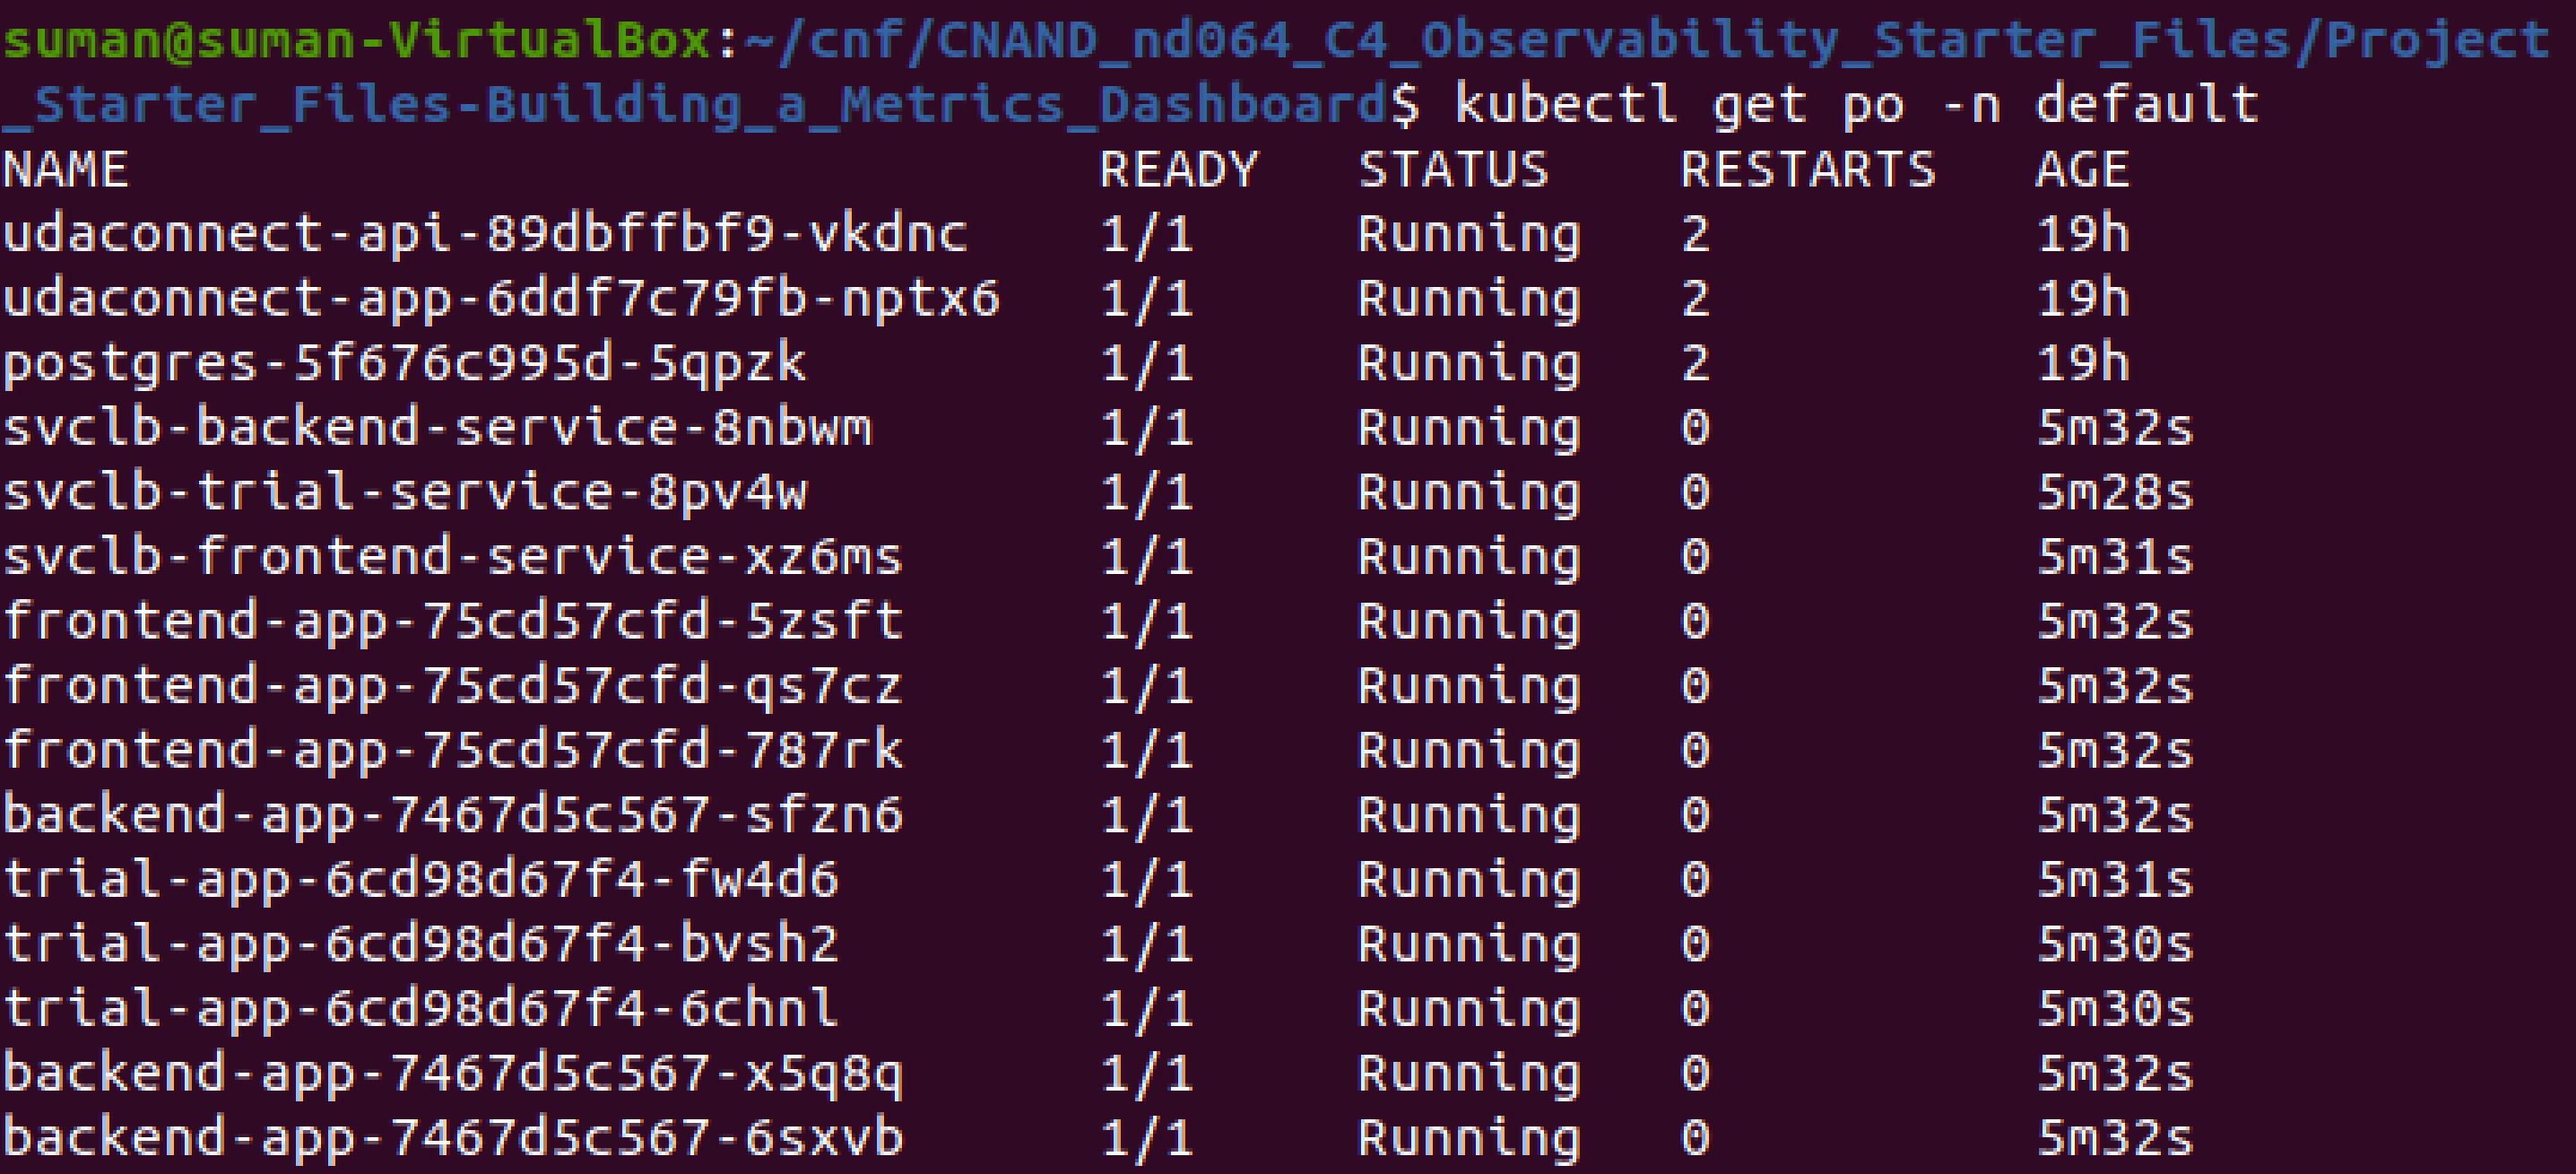 suman@suman-VirtualBox:~/cnf/CNAND_nd064_C4_Observability_Starter_Files/Project
_Starter_Files-Building_a_Metrics_Dashboard$ kubectl get po -n default
NAME                              READY   STATUS    RESTARTS   AGE
udaconnect-api-89dbffbf9-vkdnc    1/1     Running   2          19h
udaconnect-app-6ddf7c79fb-nptx6   1/1     Running   2          19h
postgres-5f676c995d-5qpzk         1/1     Running   2          19h
svclb-backend-service-8nbwm       1/1     Running   0          5m32s
svclb-trial-service-8pv4w         1/1     Running   0          5m28s
svclb-frontend-service-xz6ms      1/1     Running   0          5m31s
frontend-app-75cd57cfd-5zsft      1/1     Running   0          5m32s
frontend-app-75cd57cfd-qs7cz      1/1     Running   0          5m32s
frontend-app-75cd57cfd-787rk      1/1     Running   0          5m32s
backend-app-7467d5c567-sfzn6      1/1     Running   0          5m32s
trial-app-6cd98d67f4-fw4d6        1/1     Running   0          5m31s
trial-app-6cd98d67f4-bvsh2        1/1     Running   0          5m30s
trial-app-6cd98d67f4-6chnl        1/1     Running   0          5m30s
backend-app-7467d5c567-x5q8q      1/1     Running   0          5m32s
backend-app-7467d5c567-6sxvb      1/1     Running   0          5m32s